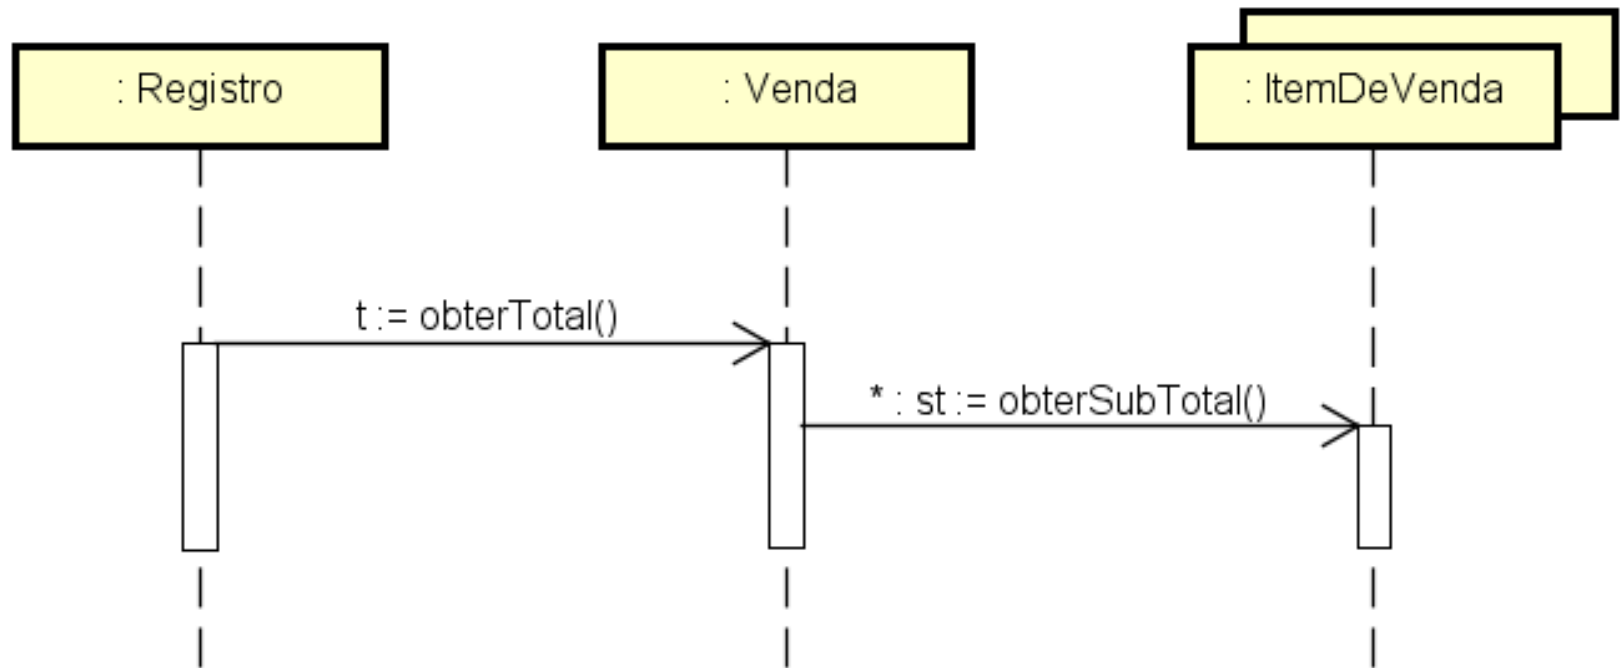 : Registro
: Venda
: ItemDeVenda
t := obterTotal()
* : st := obterSubTotal()